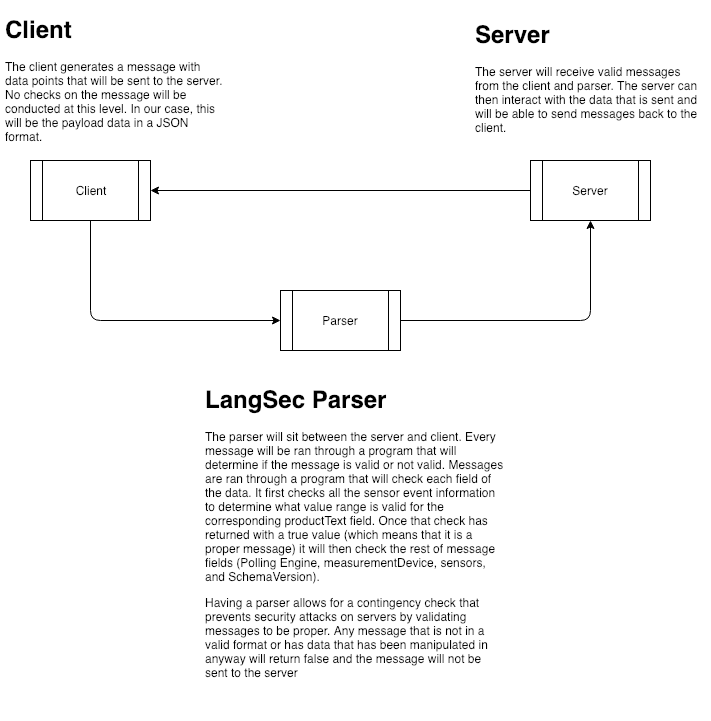 Client
The client generates a message with
data points that will be sent to the server.
No checks on the message will be
conducted at this level. In our case, this
will be the payload data in a JSON
format.
Server
The server will receive valid messages
from the client and parser. The server can
then interact with the data that is sent and
will be able to send messages back to the
client.
Client
Server
Parser
LangSec Parser
The parser will sit between the server and client. Every
message will be ran through a program that will
determine if the message is valid or not valid. Messages
are ran through a program that will check each field of
the data. It first checks all the sensor event information
to determine what value range is valid for the
corresponding productText field. Once that check has
returned with a true value (which means that it is a
proper message) it will then check the rest of message
fields (Polling Engine, measurementDevice, sensors,
and SchemaVersion).
Having a parser allows for a contingency check that
prevents security attacks on servers by validating
messages to be proper. Any message that is not in a
valid format or has data that has been manipulated in
anyway will return false and the message will not be
sent to the server